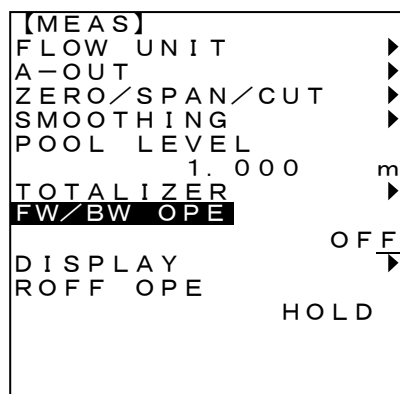 【MEAS】
FLOW UNIT ▶
A－OUT ▶
ZERO／SPAN／CUT ▶
SMOOTHING ▶
POOL LEVEL
1.000 m
TOTALIZER ▶
FW／BW OPE
OFF
DISPLAY ▶
ROFF OPE
HOLD